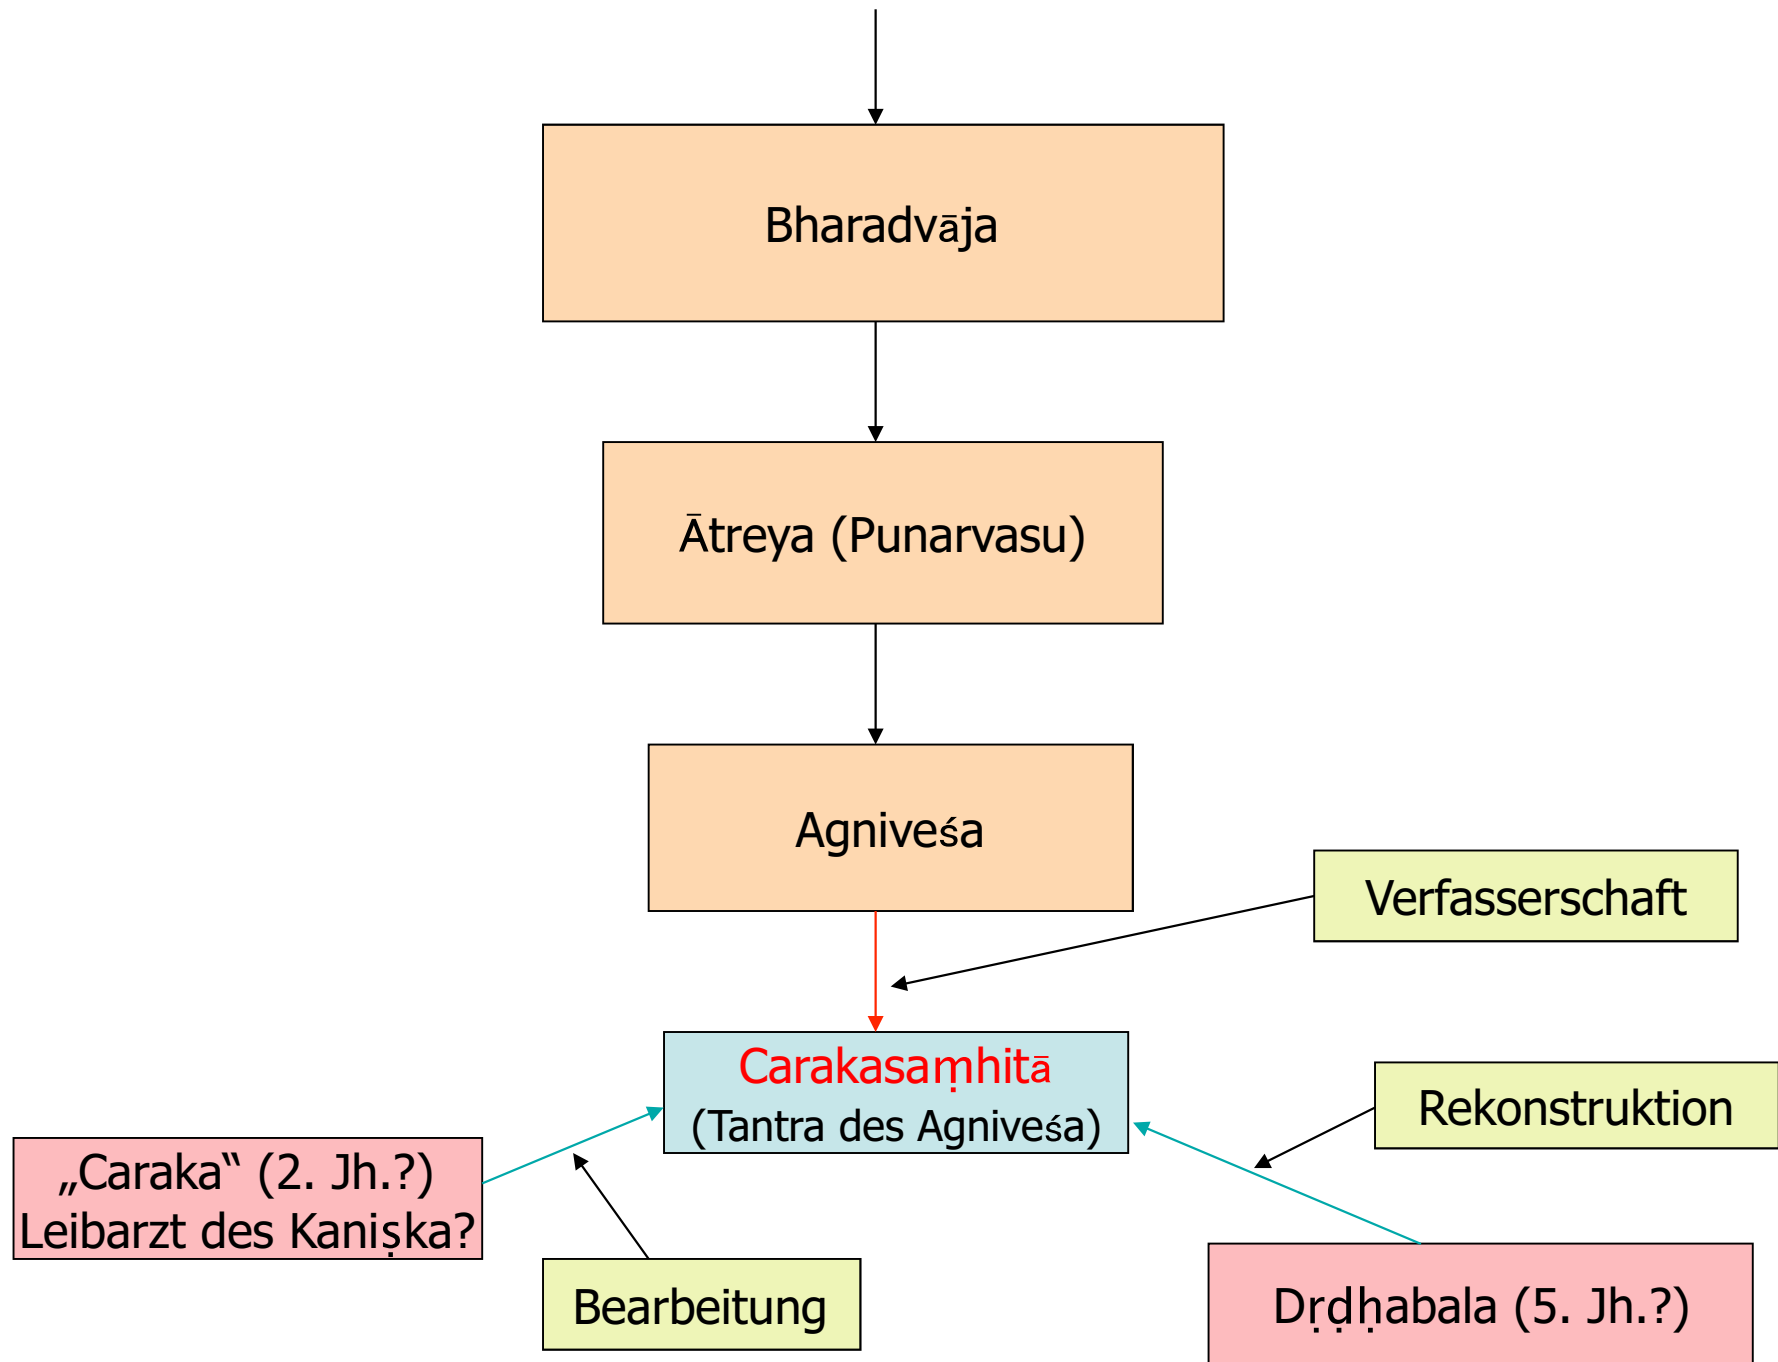 Bharadvāja
Ātreya (Punarvasu)
Agniveśa
Verfasserschaft
Carakasaṃhitā
(Tantra des Agniveśa)
Rekonstruktion
„Caraka“ (2. Jh.?)
Leibarzt des Kaniṣka?
Bearbeitung
Dṛḍḥabala (5. Jh.?)